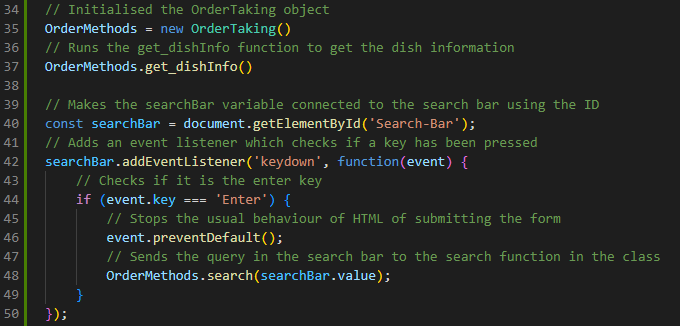 34 // Initialised the OrderTaking object
35 OrderMethods = new OrderTaking()
36 // Runs the get_dishInfo function to get the dish information
37 OrderMethods.get_dishInfo()
38
39 // Makes the searchBar variable connected to the search bar using the ID
40 const searchBar = document.getElementById('Search-Bar');
41 // Adds an event listener which checks if a key has been pressed
42 searchBar.addEventListener('keydown', function(event) {
43     // Checks if it is the enter key
44     if (event.key === 'Enter') {
45         // Stops the usual behaviour of HTML of submitting the form
46         event.preventDefault();
47         // Sends the query in the search bar to the search function in the class
48         OrderMethods.search(searchBar.value);
49     }
50 });